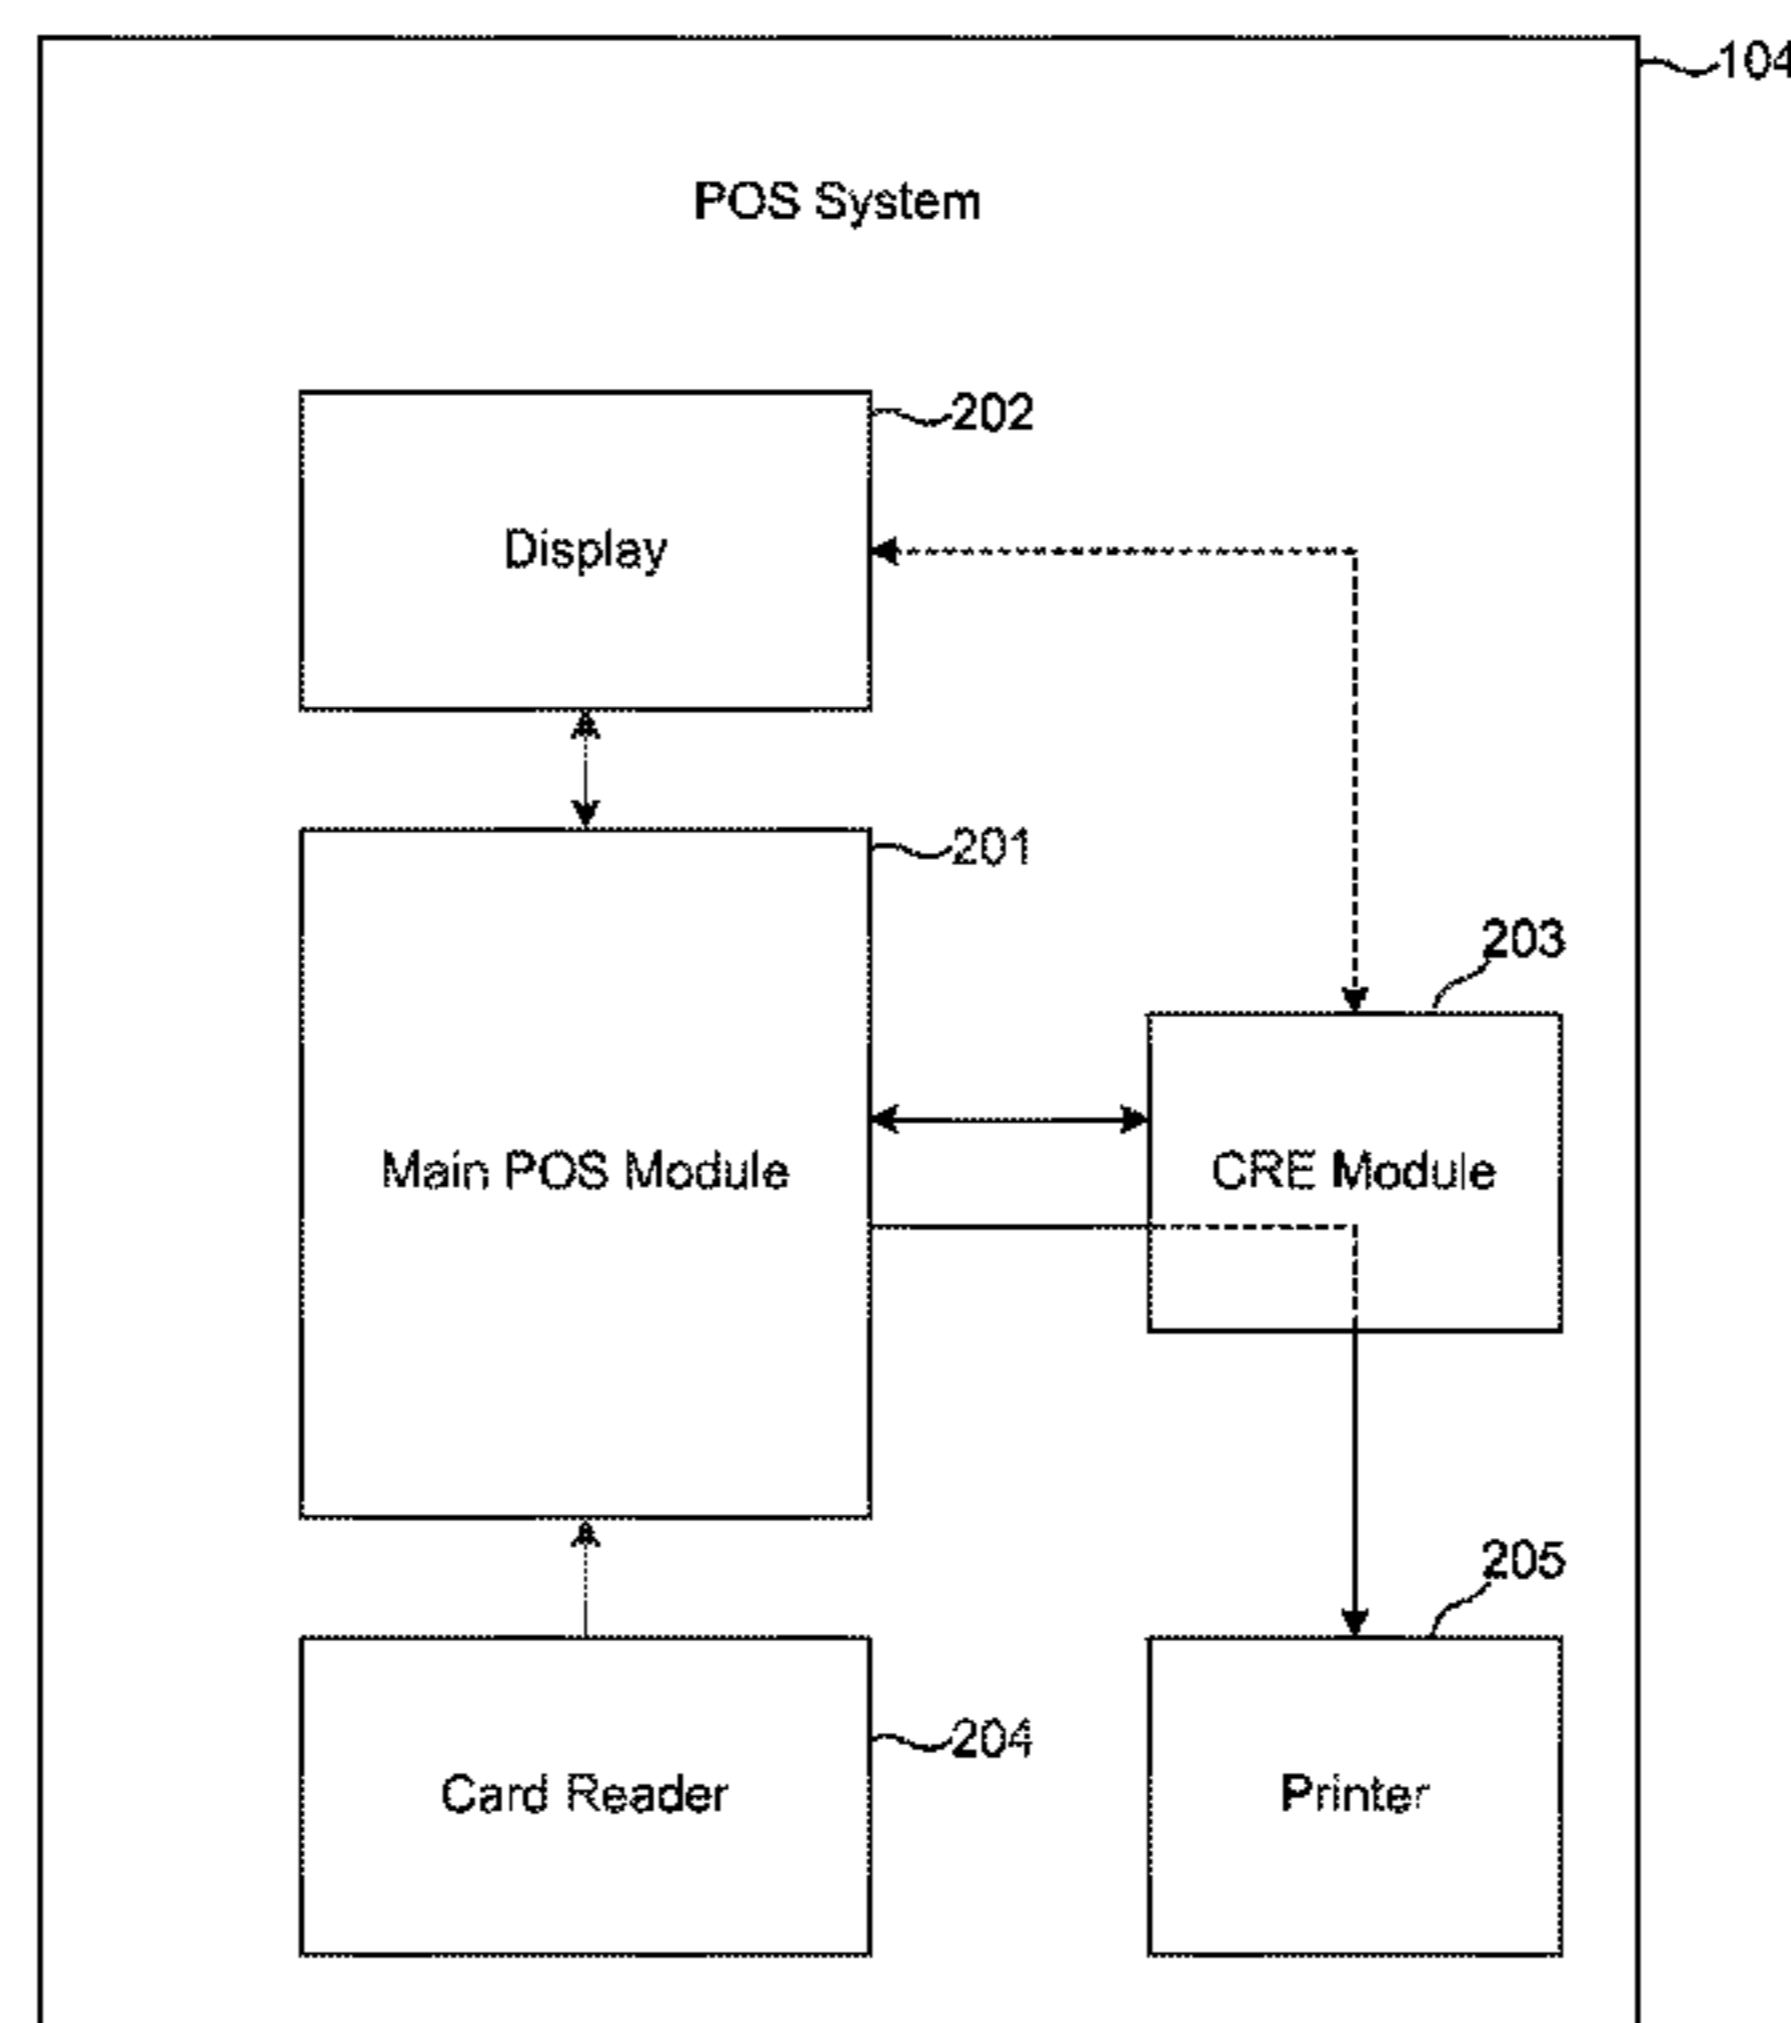 104
POS System
202
Display
201
203
Main POS Module
CRE Module
205
204
Card Reader
Printer